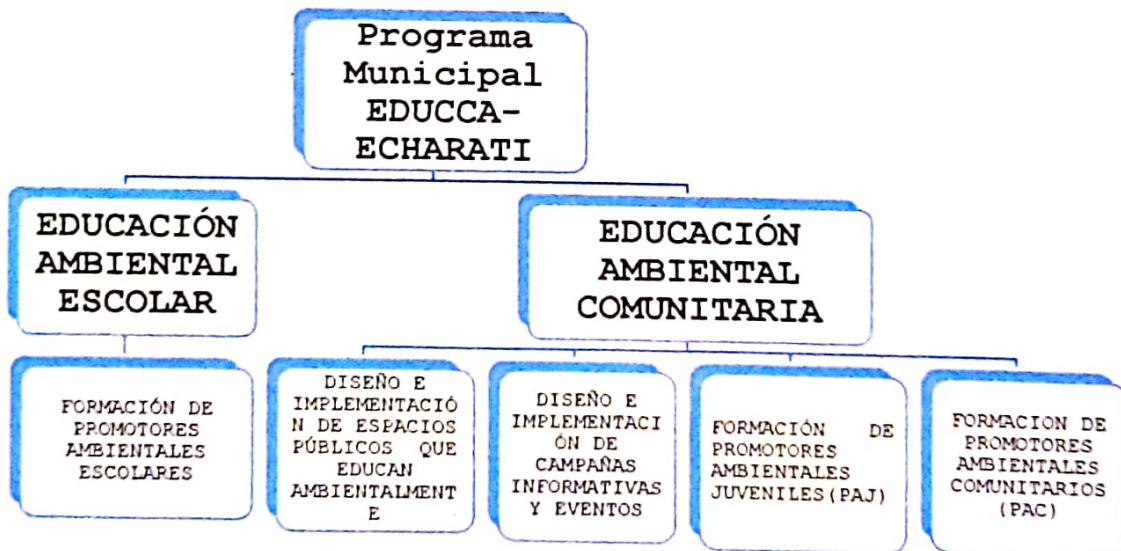 Programa
Municipal
EDUCCA-
ECHARATI
EDUCACIÓN
AMBIENTAL
ESCOLAR
EDUCACIÓN
AMBIENTAL
COMUNITARIA
FORMACIÓN DE
PROMOTORES
AMBIENTALES
ESCOLARES
DISEÑO E
IMPLEMENTACIÓ
N DE ESPACIOS
PÚBLICOS QUE
EDUCAN
AMBIENTALMENT
E
DISEÑO E
IMPLEMENTACI
ÓN DE
CAMPAÑAS
INFORMATIVAS
Y EVENTOS
FORMACIÓN DE
PROMOTORES
AMBIENTALES
JUVENILES(PAJ)
FORMACION DE
PROMOTORES
AMBIENTALES
COMUNITARIOS
(PAC)